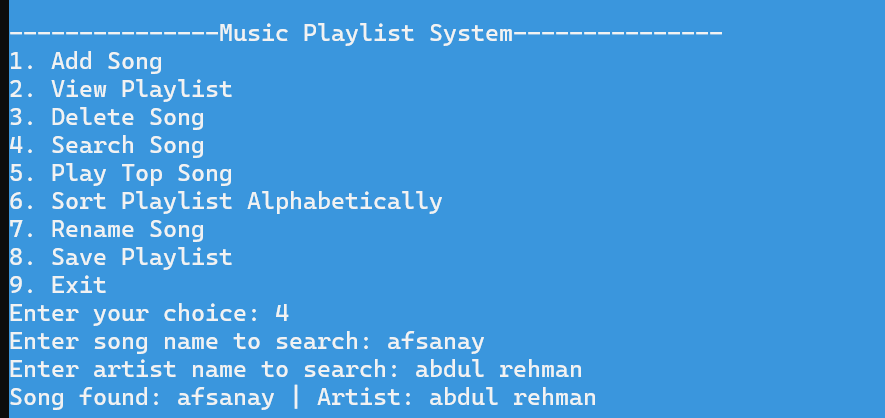 ---------------Music Playlist System---------------
1. Add Song
2. View Playlist
3. Delete Song
4. Search Song
5. Play Top Song
6. Sort Playlist Alphabetically
7. Rename Song
8. Save Playlist
9. Exit
Enter your choice: 4
Enter song name to search: afsanay
Enter artist name to search: abdul rehman
Song found: afsanay | Artist: abdul rehman